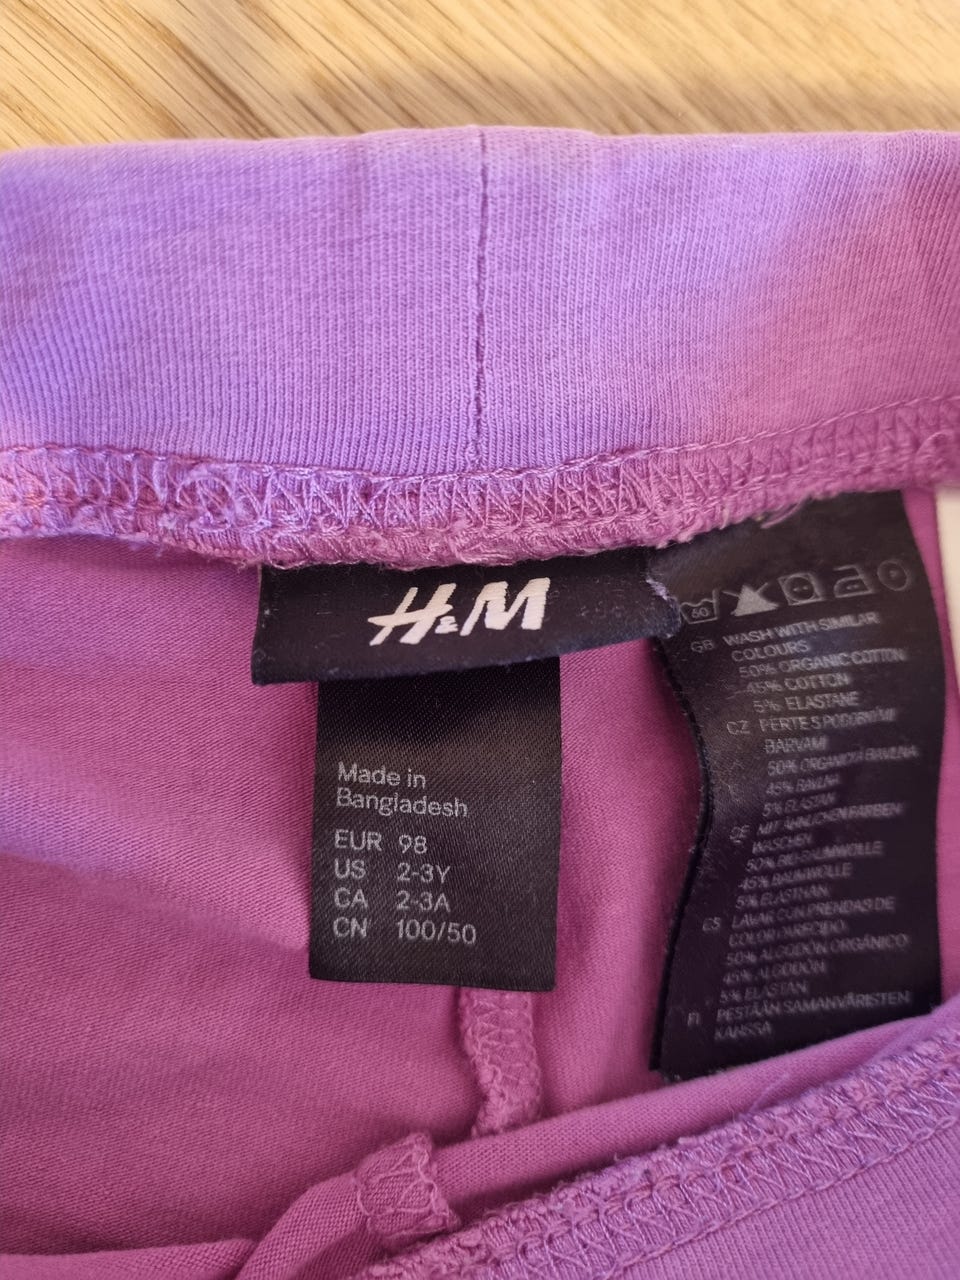 H&M
Made in
Bangladesh
EUR 98
US 2-3Y
CA 2-3A
CN 100/50
60
GB WASH WITH SIMILAR
COLOURS
50% ORGANIC COTTON
45% COTTON
5% ELASTANE
CZ PERTE S PODOBNÝMI
BARVAMI
50% ORGANICKÁ BAVLNA
45% BAVLNA
5% ELASTAN
DE MIT ÄHNLICHEN FARBEN
WASCHEN
50% BIO-BAUMWOLLE
45% BAUMWOLLE
5% ELASTHAN
ES LAVAR CON PRENDAS DE
COLOR PARECIDO
50% ALGODÓN ORGÁNICO
45% ALGODÓN
5% ELASTÁN
FI PESTÄÄN SAMANVÄRISTEN
KANSSA